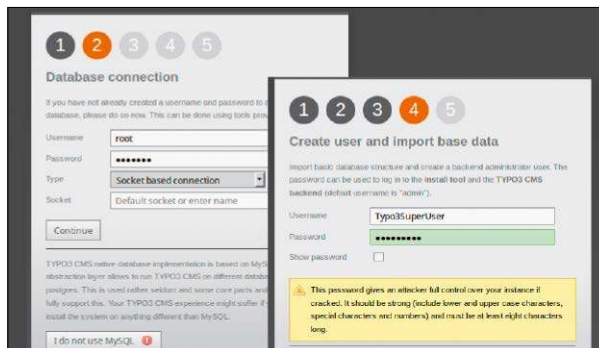 1 2 3 4 5
Database connection
If you have not already created a username and password to a
database, please do so now. This can be done using tools prov
Username root
Password •••••••
Type Socket based connection
Socket Default socket or enter name
Continue
TYPO3 CMS native database implementation is based on MyS
abstraction layer allows to run TYPO3 CMS on different databa
postgres. This is used rather seldom and some core parts and
fully support this. Your TYPO3 CMS experience might suffer if
install the system on anything different than MySQL.
I do not use MySQL
1 2 3 4 5
Create user and import base data
Import basic database structure and create a backend administrator user. The
password can be used to log in to the install tool and the TYPO3 CMS
backend (default username is "admin").
Username Typo3SuperUser
Password •••••••••
Show password
This password gives an attacker full control over your instance if
cracked. It should be strong (include lower and upper case characters,
special characters and numbers) and must be at least eight characters
long.